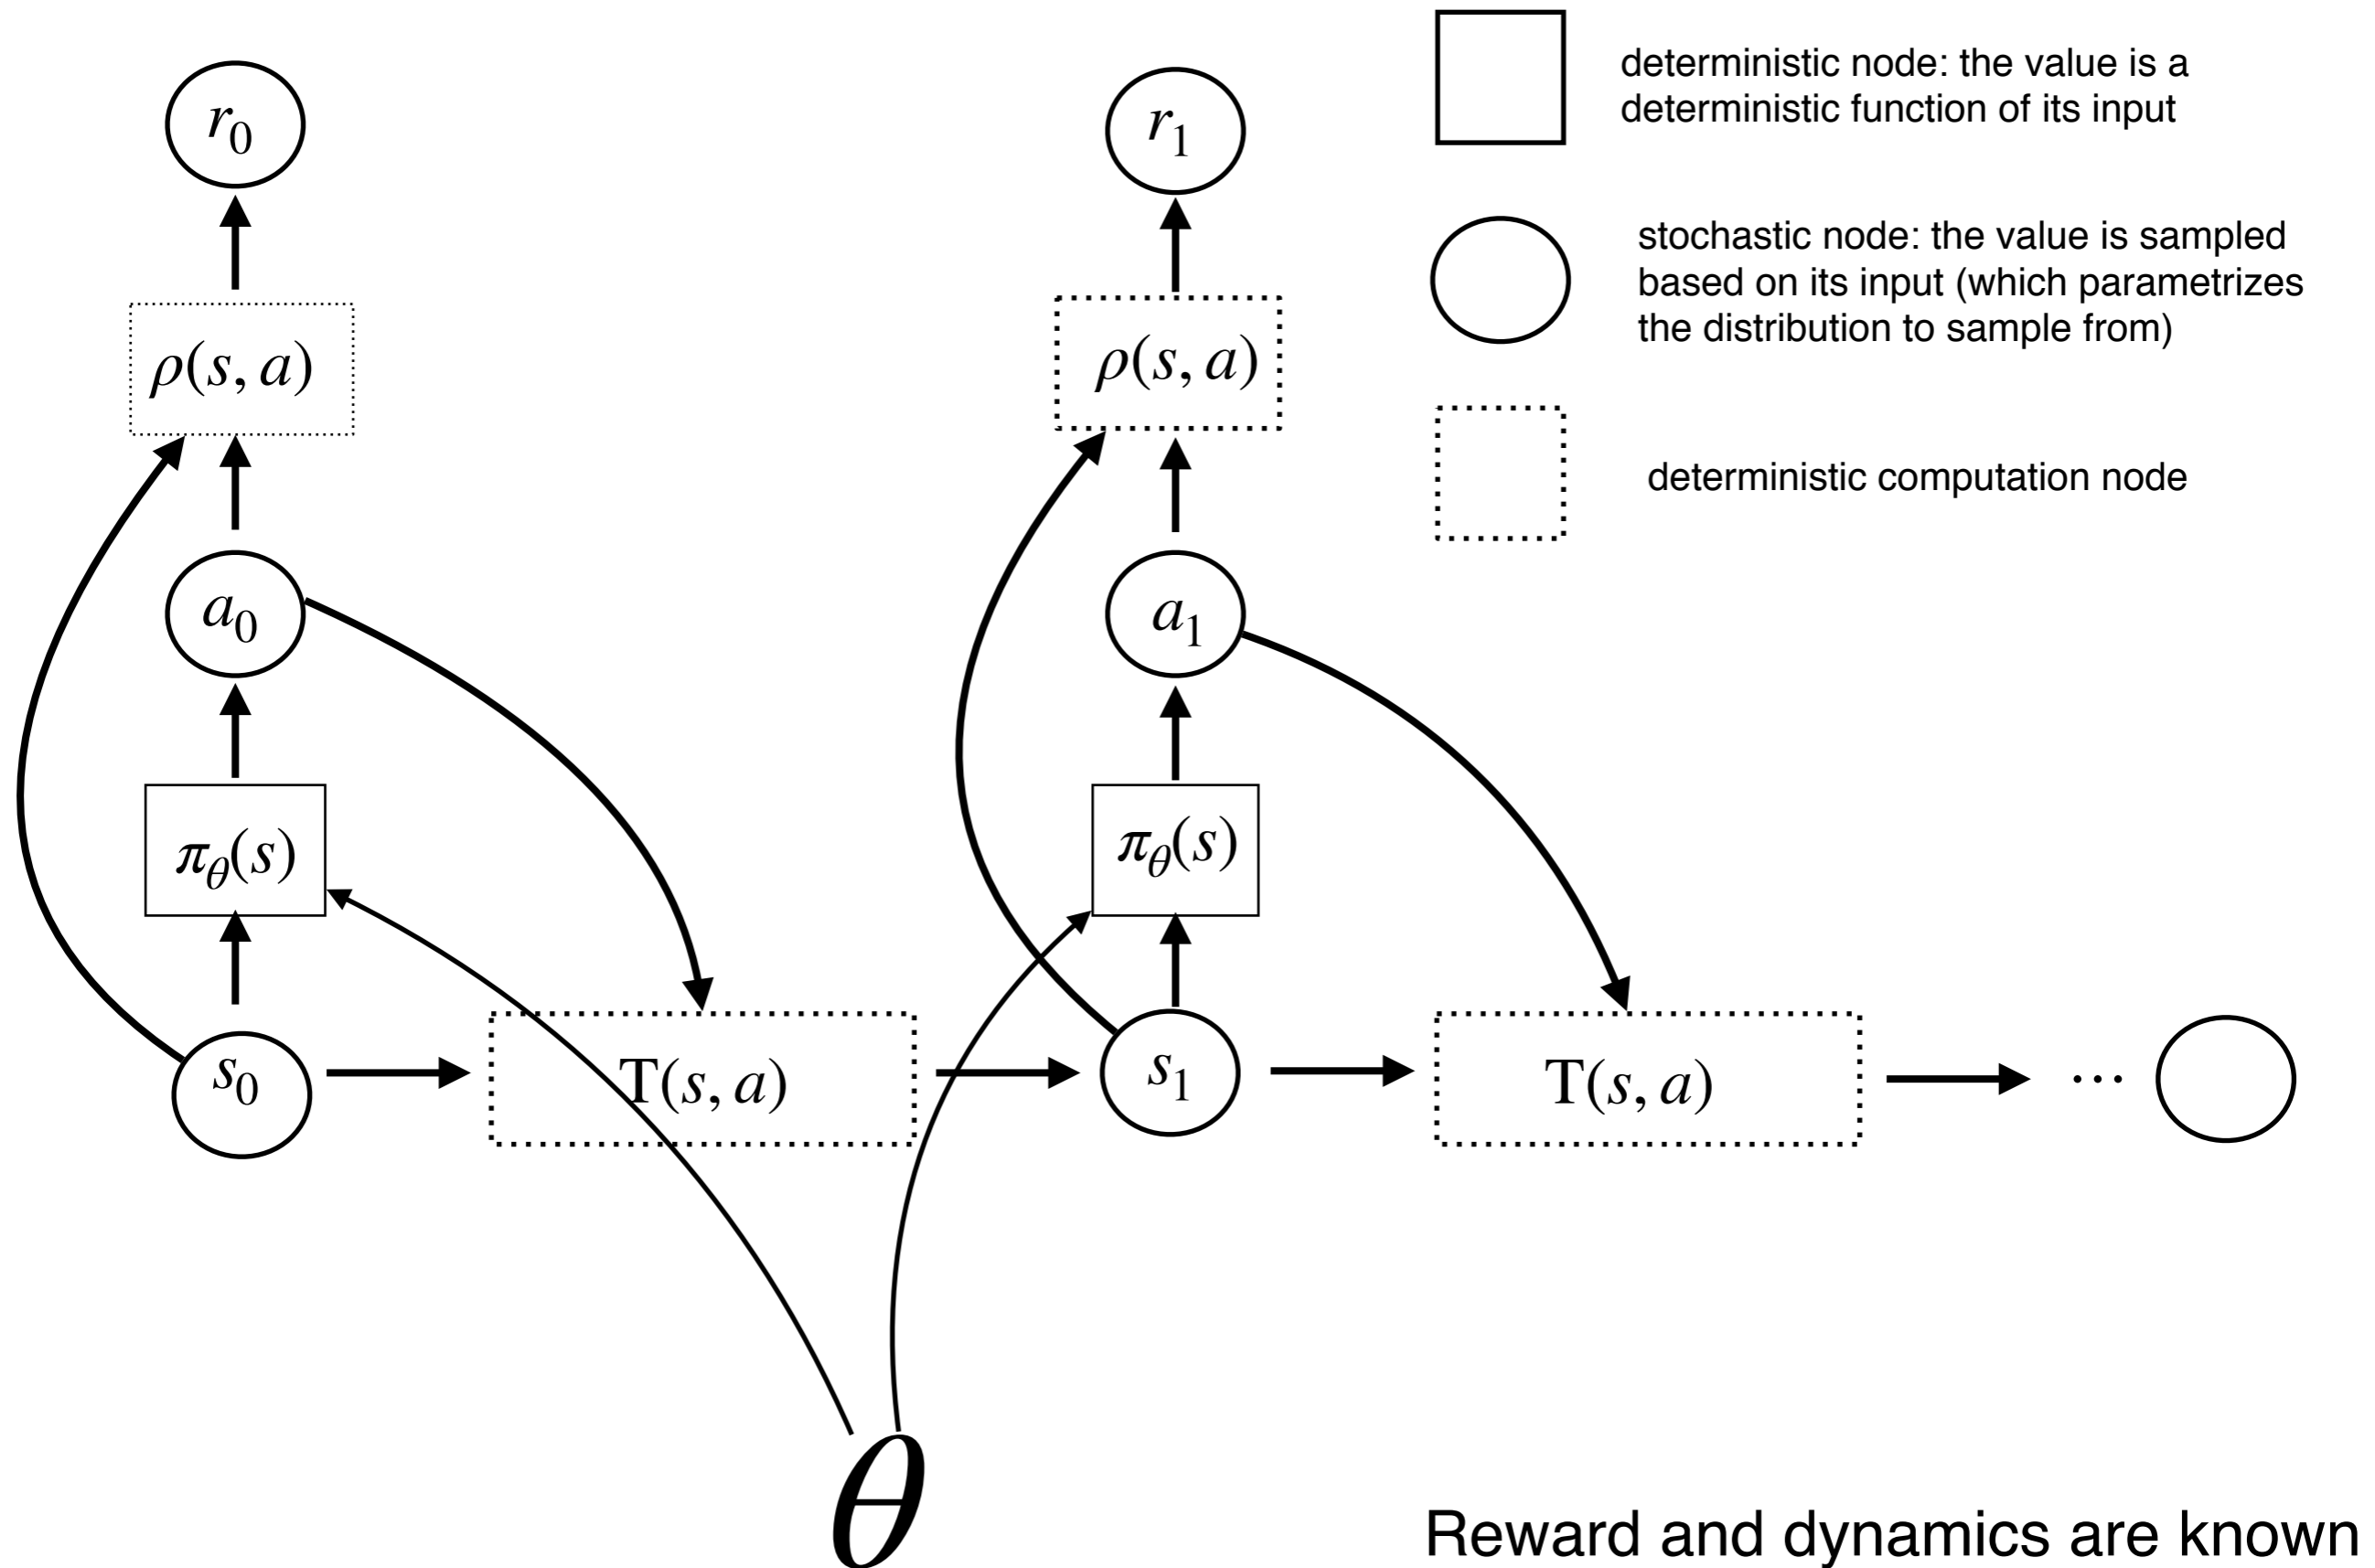 r₀
r₁
deterministic node: the value is a
deterministic function of its input
stochastic node: the value is sampled
based on its input (which parametrizes
the distribution to sample from)
ρ(s, a)
ρ(s, a)
deterministic computation node
a₀
a₁
π_θ(s)
π_θ(s)
s₀
T(s, a)
s₁
T(s, a)
...
θ
Reward and dynamics are known